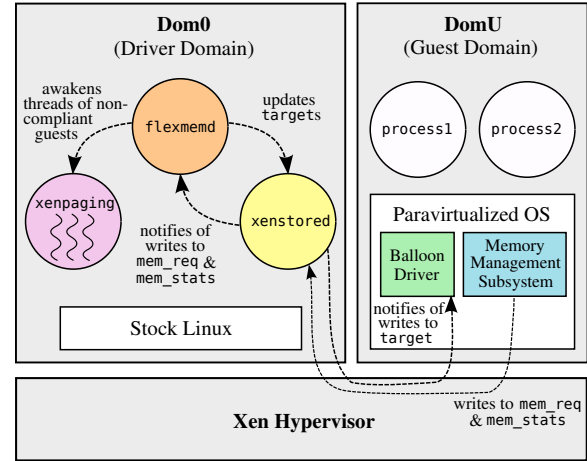 Dom0
(Driver Domain)
awakens
threads of non-
compliant
guests
flexmemd
updates
targets
xenpaging
xenstored
notifies of
writes to
mem_req &
mem_stats
Stock Linux
DomU
(Guest Domain)
process1
process2
Paravirtualized OS
Balloon
Driver
Memory
Management
Subsystem
notifies of
writes to
target
Xen Hypervisor
writes to mem_req
& mem_stats